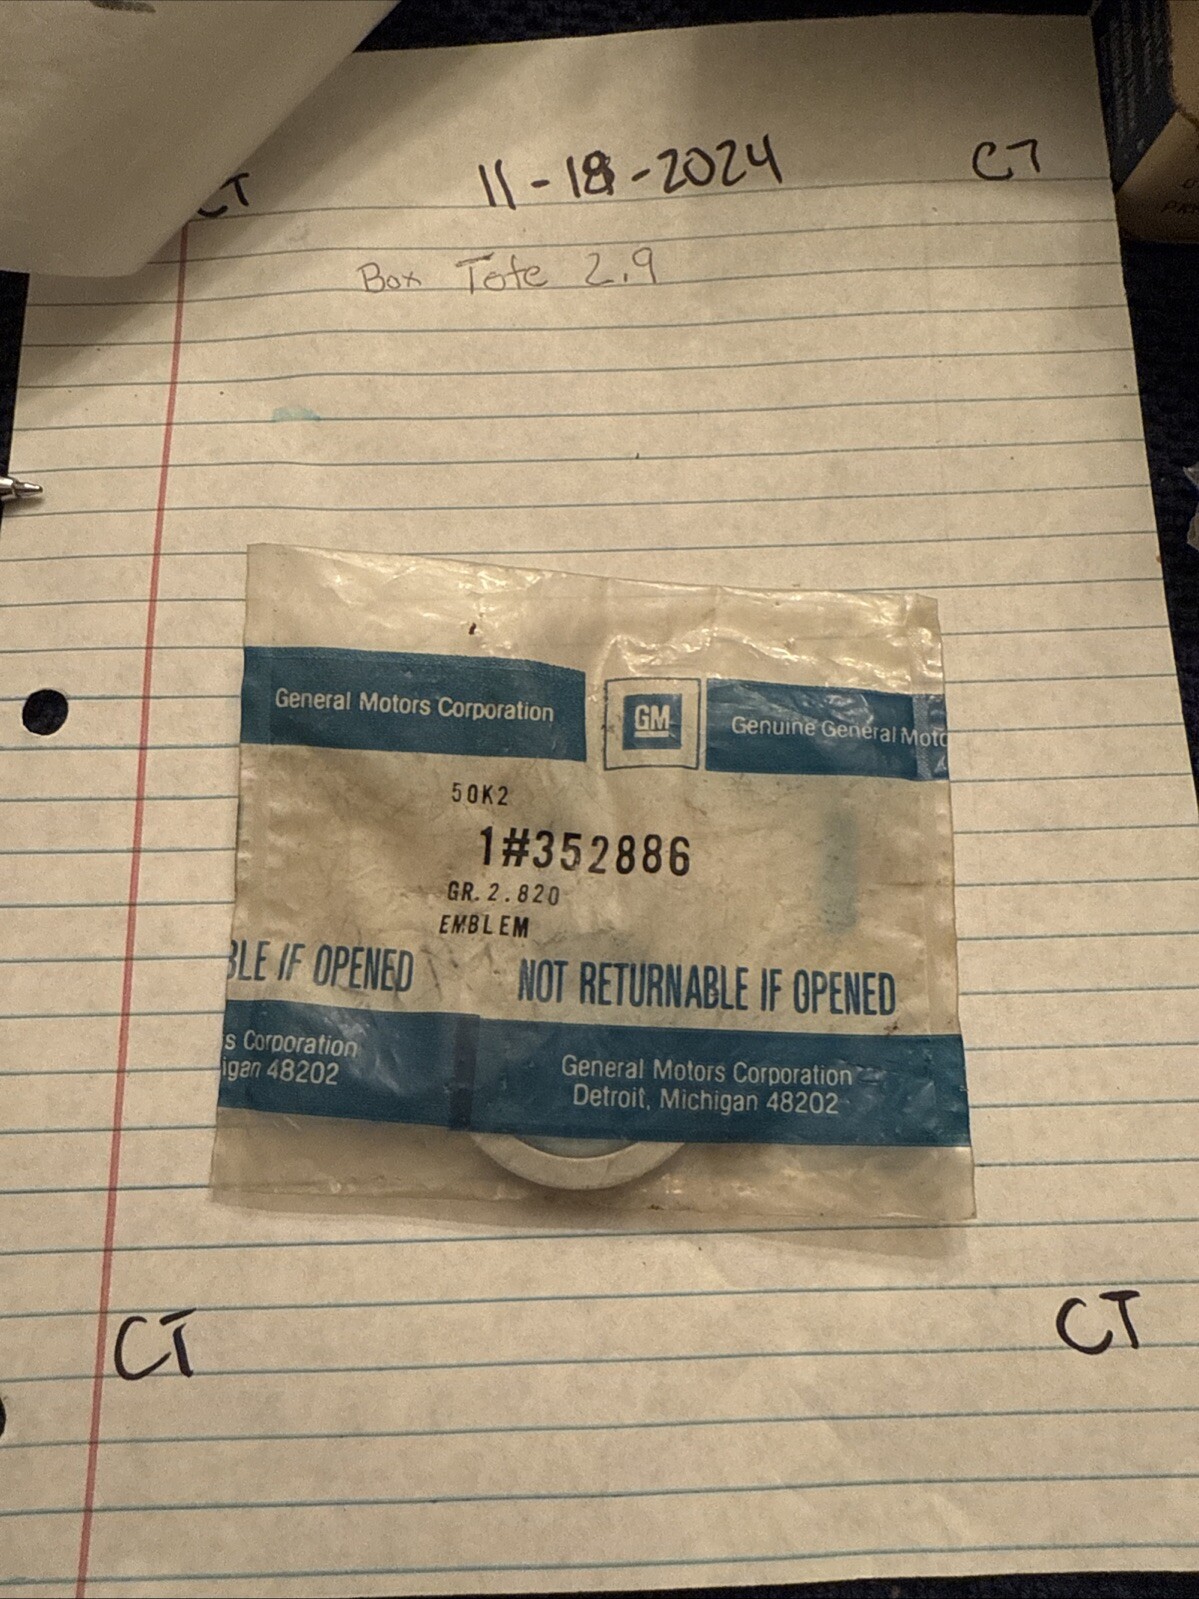 CT
11-18-2024
CT
Box Tote 2.9
General Motors Corporation
GM
Genuine General Moto
50K2
1#352886
GR. 2.820
EMBLEM
BLE IF OPENED
NOT RETURNABLE IF OPENED
s Corporation
igan 48202
General Motors Corporation
Detroit, Michigan 48202
CT
CT